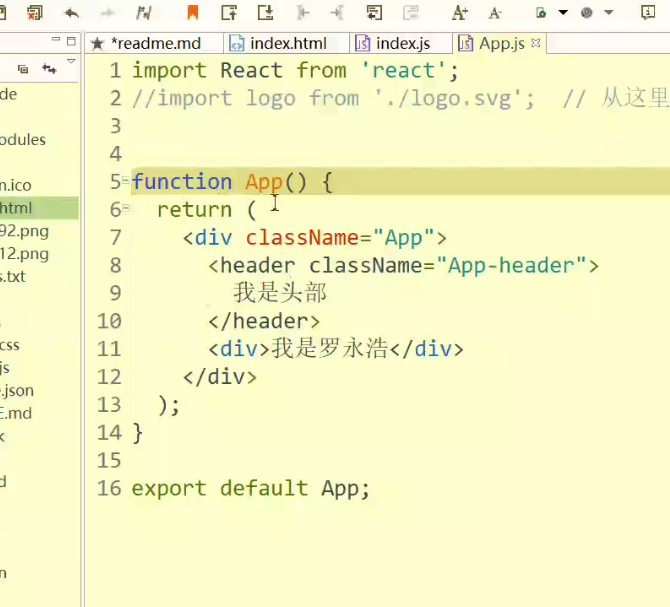 *readme.md index.html index.js App.js
de
odules
n.ico
html
92.png
12.png
s.txt
css
js
.json
E.md
1 import React from 'react';
2 //import logo from './logo.svg';  // 从这里
3
4
5 function App() {
6   return (
7     <div className="App">
8       <header className="App-header">
9         我是头部
10       </header>
11       <div>我是罗永浩</div>
12     </div>
13   );
14 }
15
16 export default App;